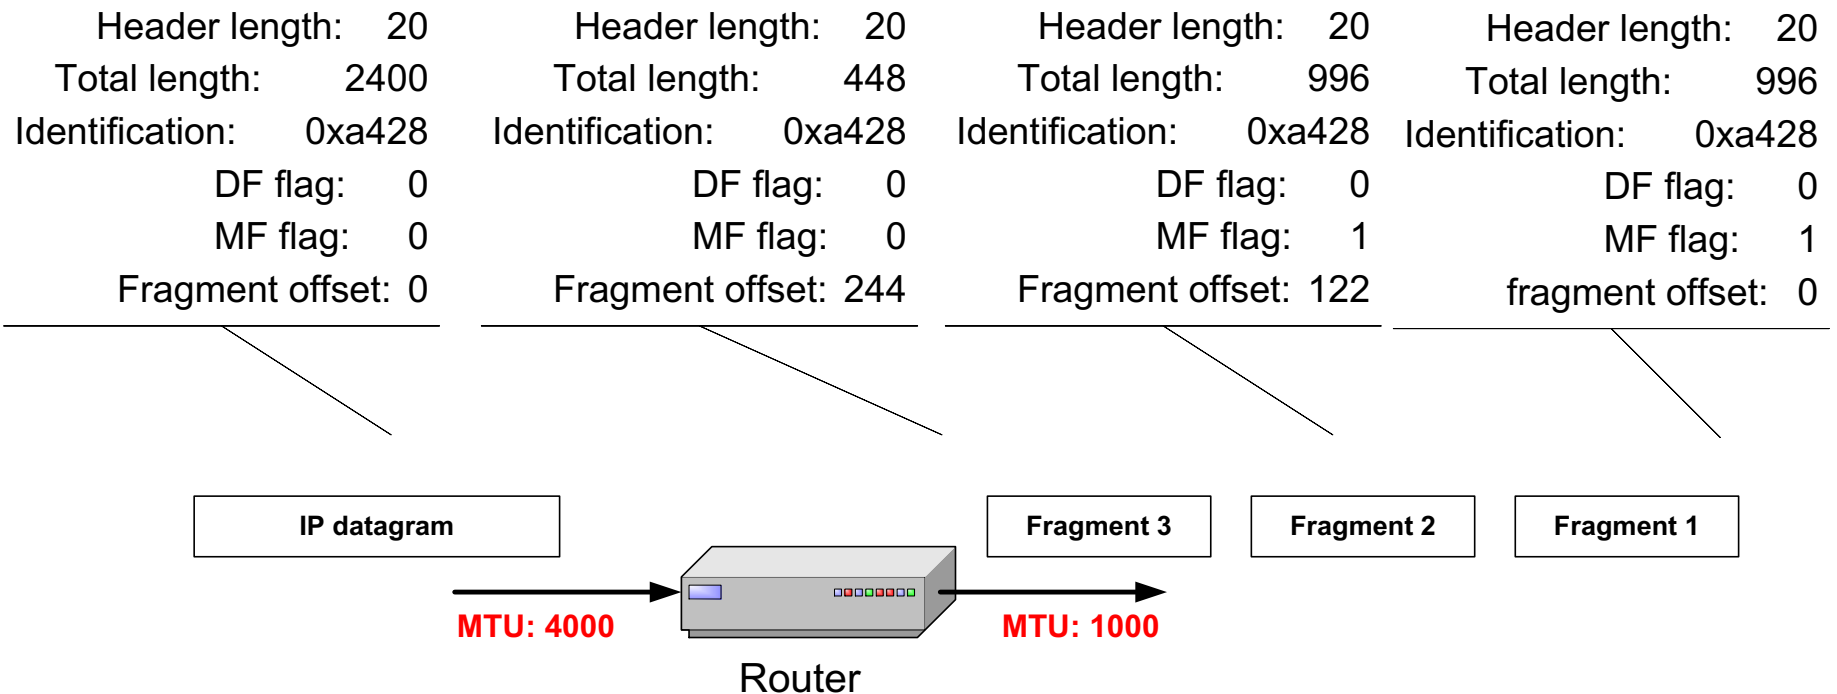 Header length: 20
Total length: 2400
Identification: 0xa428
DF flag: 0
MF flag: 0
Fragment offset: 0
Header length: 20
Total length: 448
Identification: 0xa428
DF flag: 0
MF flag: 0
Fragment offset: 244
Header length: 20
Total length: 996
Identification: 0xa428
DF flag: 0
MF flag: 1
Fragment offset: 122
Header length: 20
Total length: 996
Identification: 0xa428
DF flag: 0
MF flag: 1
fragment offset: 0
IP datagram
Fragment 3
Fragment 2
Fragment 1
MTU: 4000
MTU: 1000
Router